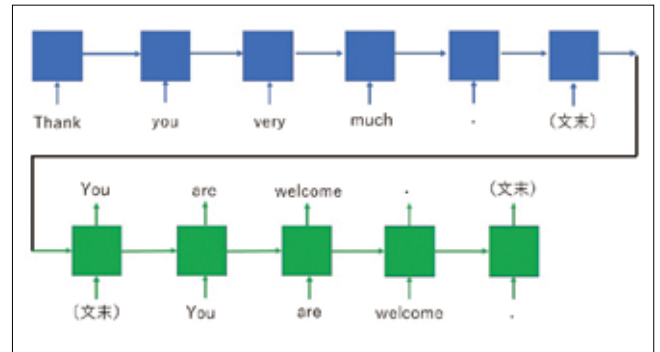 Thank you very much . (文末)
You are welcome . (文末)
(文末) You are welcome .